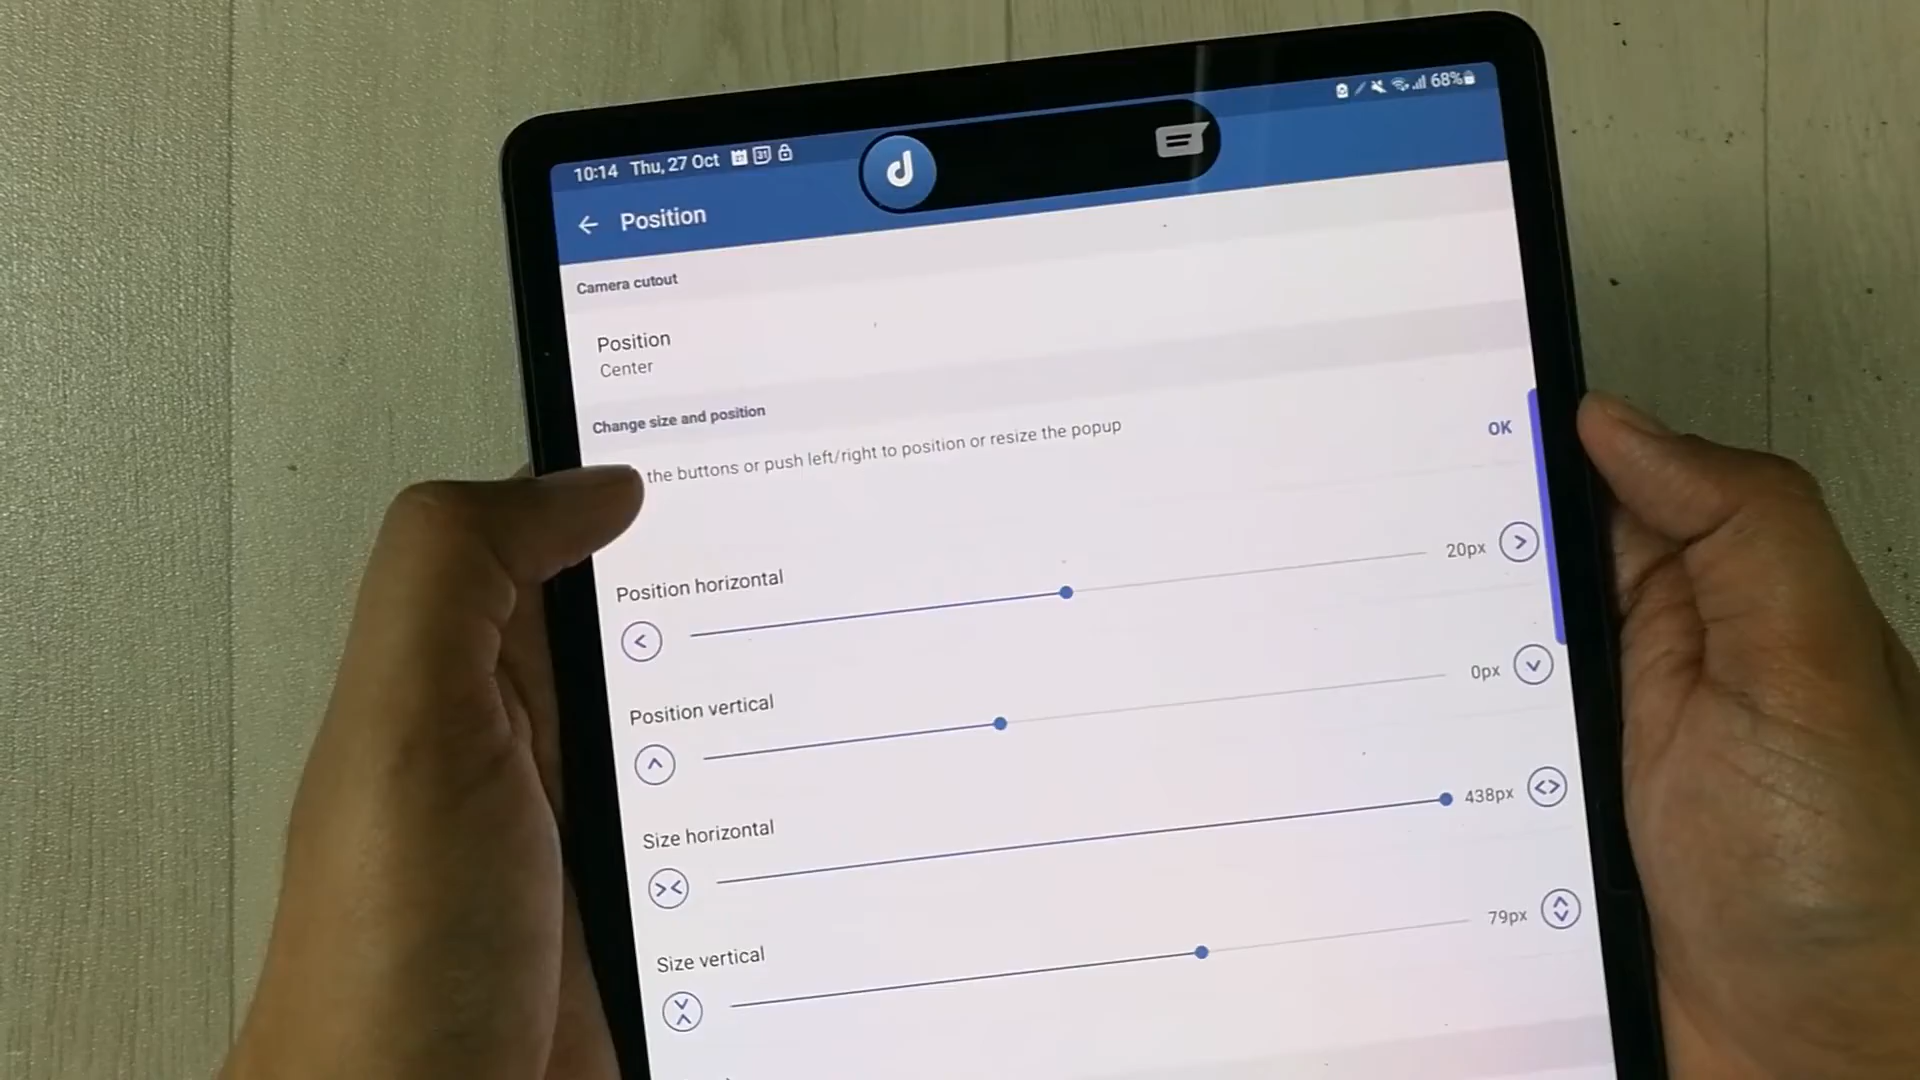 10:14 Thu, 27 Oct 31 68%
d
Position
Camera cutout
Position
Center
Change size and position
the buttons or push left/right to position or resize the popup
OK
Position horizontal
20px
Position vertical
0px
Size horizontal
438px
Size vertical
79px